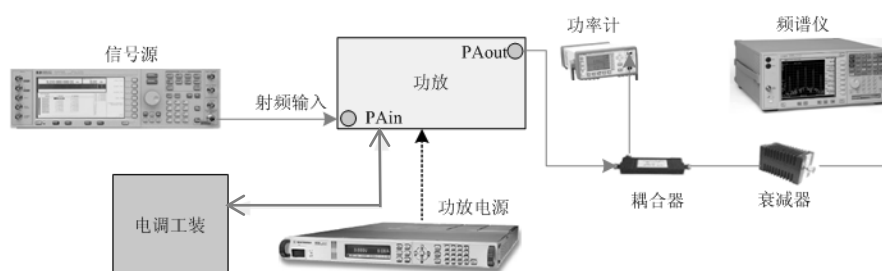 信号源
射频输入
PAin
功放
PAout
功率计
频谱仪
耦合器
衰减器
电调工装
功放电源